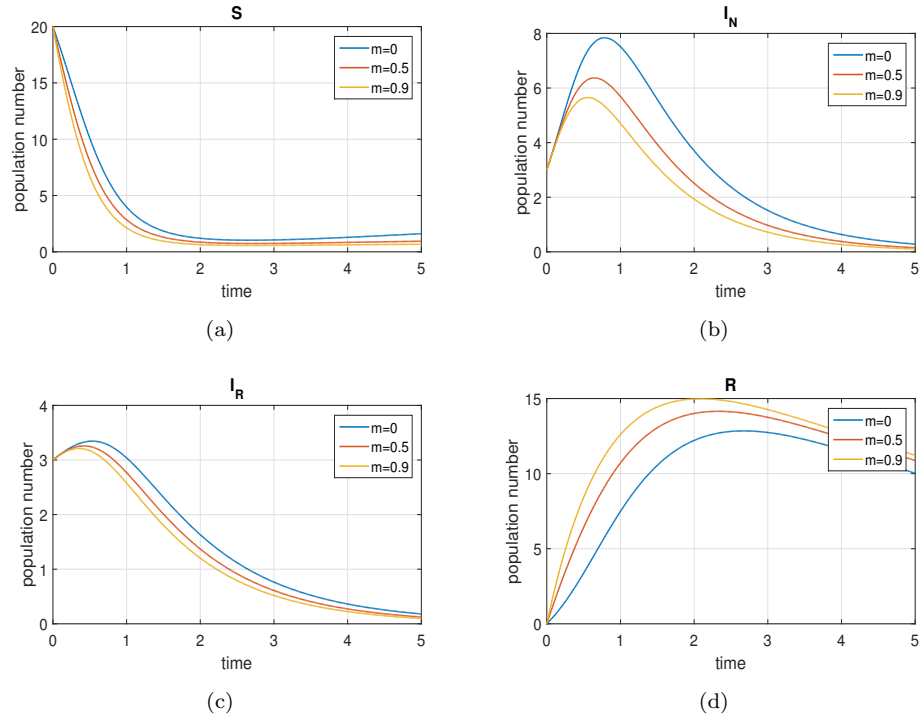 S
population number
20
15
10
5
0
m=0
m=0.5
m=0.9
0 1 2 3 4 5
time
(a)
I_N
population number
8
6
4
2
0
m=0
m=0.5
m=0.9
0 1 2 3 4 5
time
(b)
I_R
population number
4
3
2
1
0
m=0
m=0.5
m=0.9
0 1 2 3 4 5
time
(c)
R
population number
15
10
5
0
m=0
m=0.5
m=0.9
0 1 2 3 4 5
time
(d)